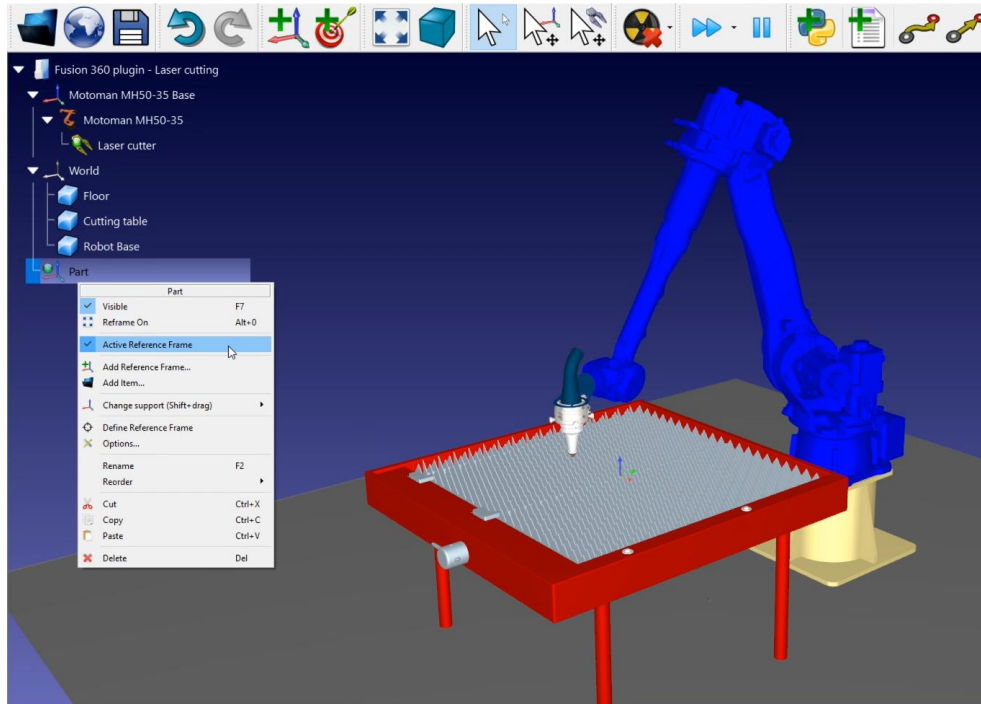 Fusion 360 plugin - Laser cutting
Motoman MH50-35 Base
Motoman MH50-35
Laser cutter
World
Floor
Cutting table
Robot Base
Part
Part
Visible F7
Reframe On Alt+0
Active Reference Frame
Add Reference Frame...
Add Item...
Change support (Shift+drag)
Define Reference Frame
Options...
Rename F2
Reorder
Cut Ctrl+X
Copy Ctrl+C
Paste Ctrl+V
Delete Del